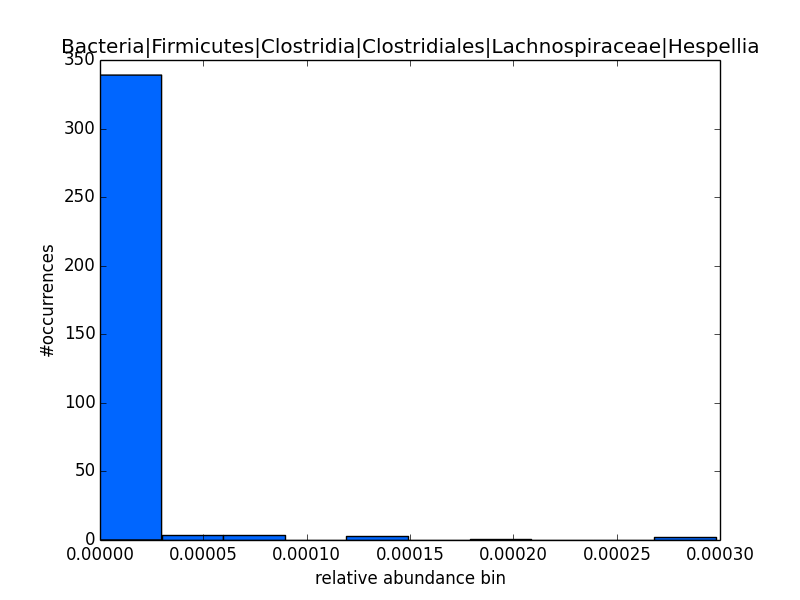 Bacteria|Firmicutes|Clostridia|Clostridiales|Lachnospiraceae|Hespellia
350
300
250
200
150
100
50
0
#occurrences
0.00000 0.00005 0.00010 0.00015 0.00020 0.00025 0.00030
relative abundance bin